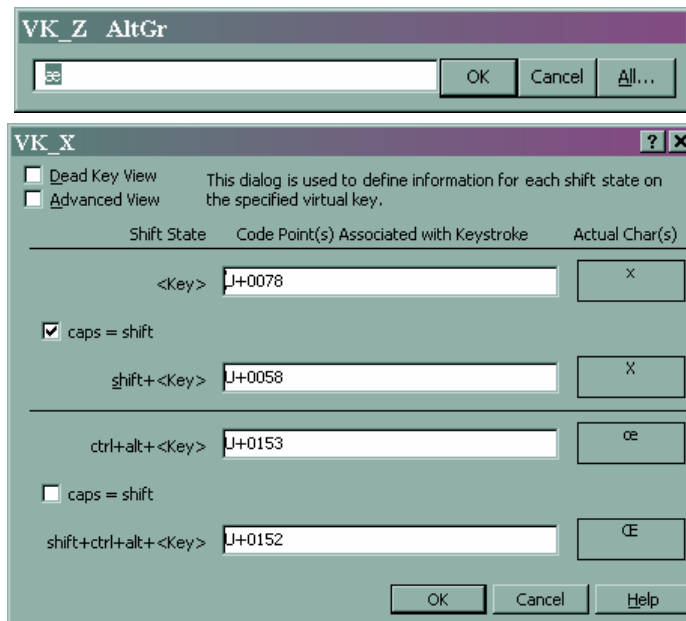 VK_Z AltGr
æ
OK Cancel All...
VK_X
Dead Key View
Advanced View
This dialog is used to define information for each shift state on
the specified virtual key.
Shift State Code Point(s) Associated with Keystroke Actual Char(s)
<Key> U+0078 x
caps = shift
shift+<Key> U+0058 X
ctrl+alt+<Key> U+0153 œ
caps = shift
shift+ctrl+alt+<Key> U+0152 Œ
OK Cancel Help